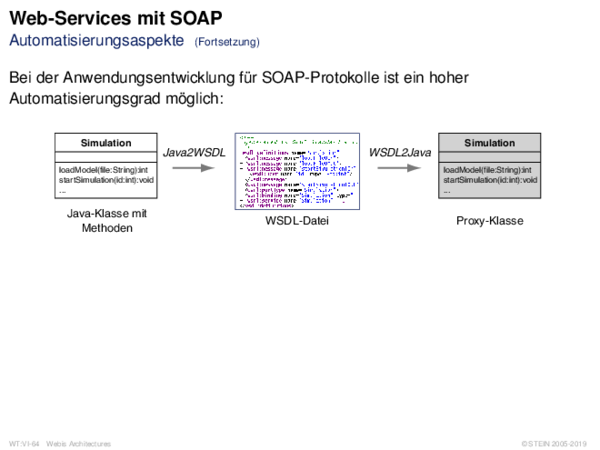 Web-Services mit SOAP
Automatisierungsaspekte (Fortsetzung)
Bei der Anwendungsentwicklung für SOAP-Protokolle ist ein hoher
Automatisierungsgrad möglich:
Simulation
loadModel(file:String):int
startSimulation(id:int):void
...
Java-Klasse mit
Methoden
Java2WSDL
WSDL-Datei
WSDL2Java
Simulation
loadModel(file:String):int
startSimulation(id:int):void
...
Proxy-Klasse
WT:VI-64 Webis Architectures
© STEIN 2005-2019